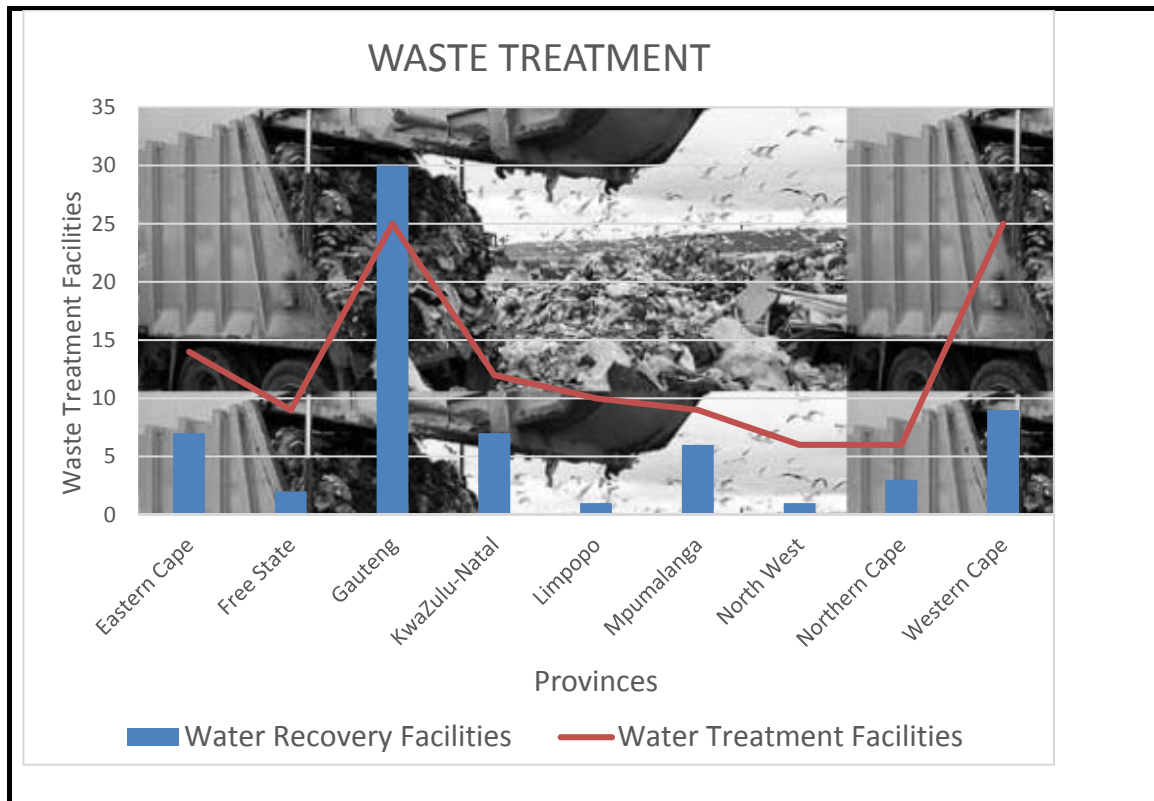 WASTE TREATMENT
35
30
25
20
15
10
5
0
Waste Treatment Facilities
Eastern Cape
Free State
Gauteng
KwaZulu-Natal
Limpopo
Mpumalanga
North West
Northern Cape
Western Cape
Provinces
Water Recovery Facilities
Water Treatment Facilities